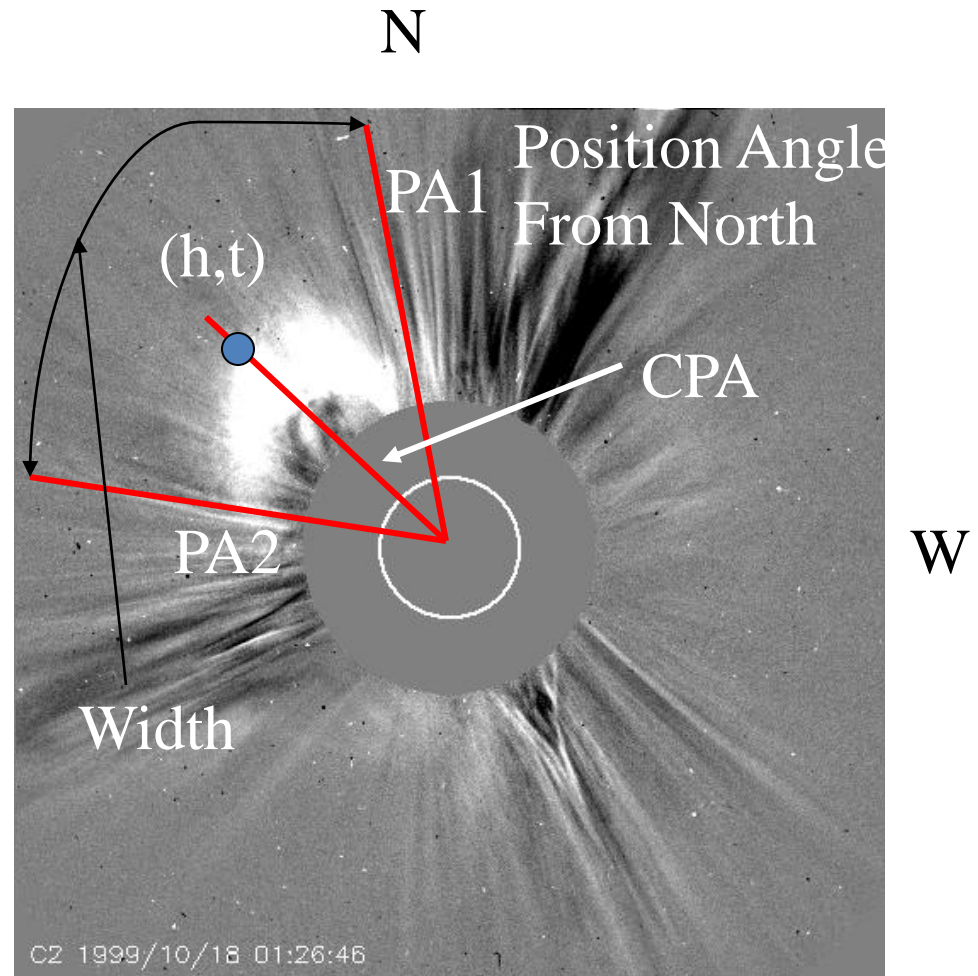 N
Position Angle
From North
PA1
(h,t)
CPA
W
PA2
Width
C2 1999/10/18 01:26:46